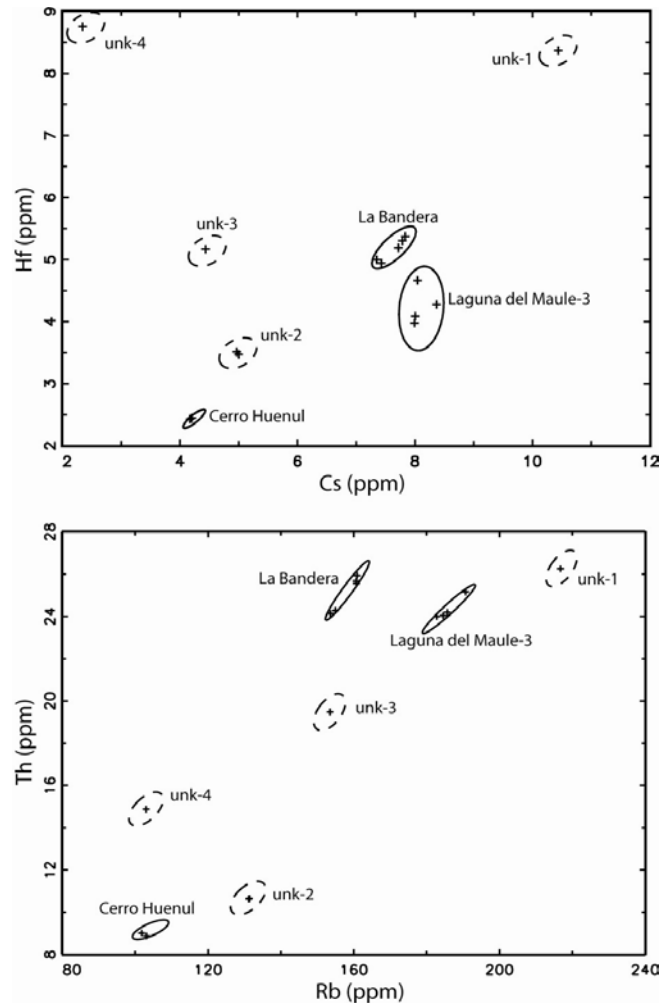 9
8
7
6
5
4
3
2
Hf (ppm)
unk-4
unk-1
La Bandera
unk-3
Laguna del Maule-3
unk-2
Cerro Huenul
2 4 6 8 10 12
Cs (ppm)
28
24
20
16
12
8
Th (ppm)
La Bandera
unk-1
Laguna del Maule-3
unk-3
unk-4
unk-2
Cerro Huenul
80 120 160 200 240
Rb (ppm)